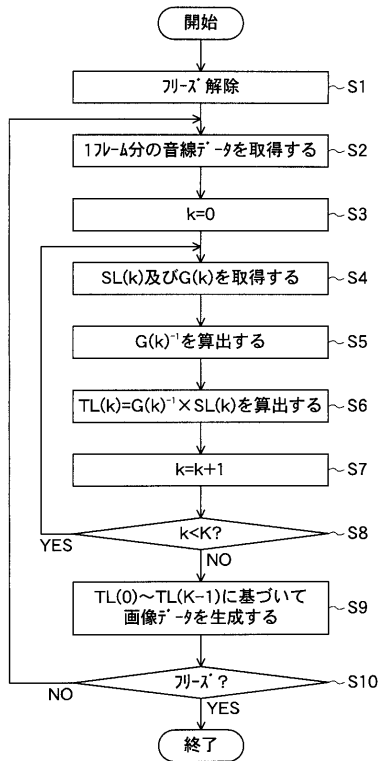 開始
フリーズ解除
S1
1フレーム分の音線データを取得する
S2
k=0
S3
SL(k)及びG(k)を取得する
S4
G(k)⁻¹を算出する
S5
TL(k)=G(k)⁻¹×SL(k)を算出する
S6
k=k+1
S7
k<K?
S8
YES
NO
TL(0)~TL(K-1)に基づいて
画像データを生成する
S9
フリーズ?
S10
NO
YES
終了